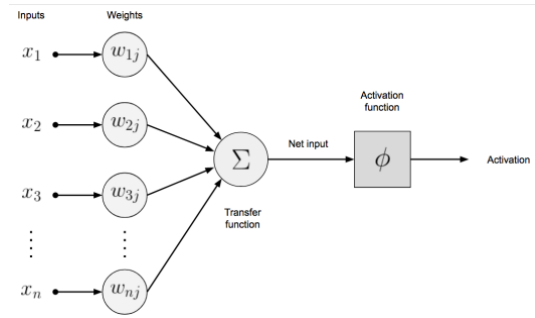 Inputs Weights
x1 w1j
x2 w2j
x3 w3j
⋮ ⋮
xn wnj
Σ
Transfer
function
Net input
Activation
function
ϕ
Activation